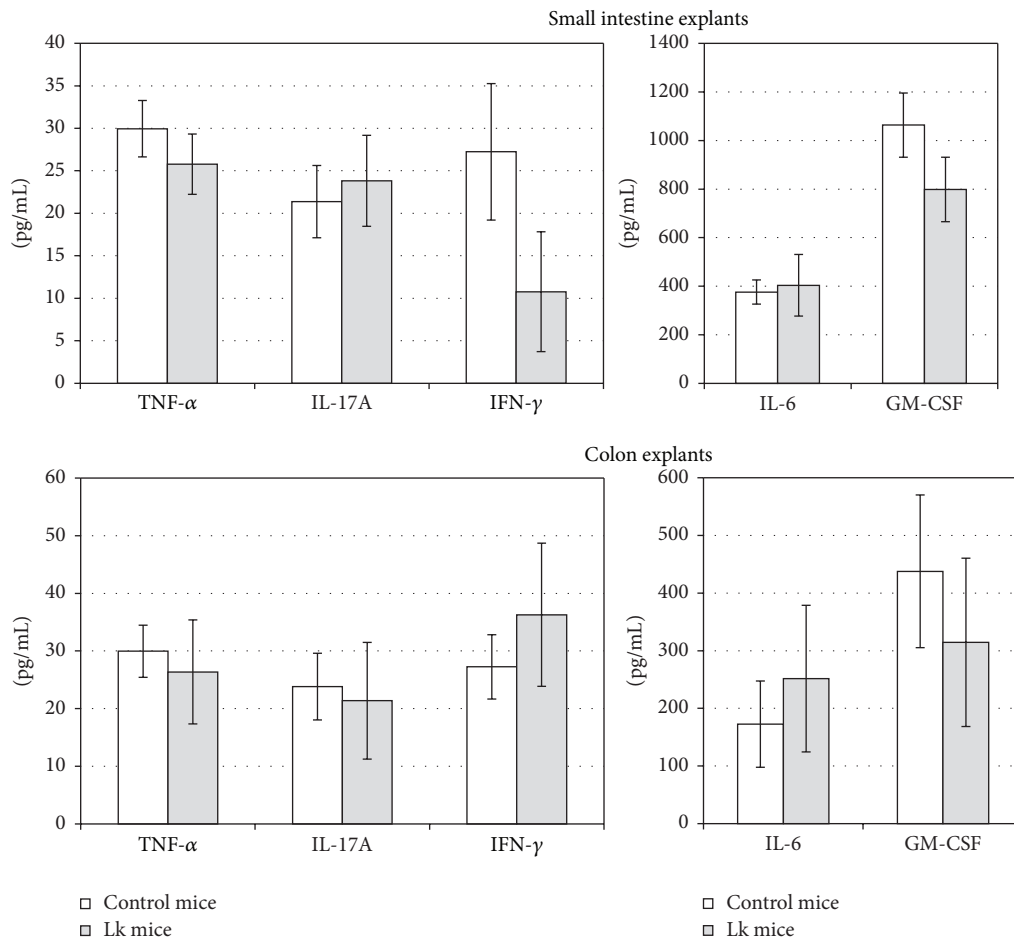 Small intestine explants
40
35
30
25
20
15
10
5
0
(pg/mL)
TNF-α IL-17A IFN-γ
1400
1200
1000
800
600
400
200
0
(pg/mL)
IL-6 GM-CSF
Colon explants
60
50
40
30
20
10
0
(pg/mL)
TNF-α IL-17A IFN-γ
600
500
400
300
200
100
0
(pg/mL)
IL-6 GM-CSF
Control mice
Lk mice
Control mice
Lk mice